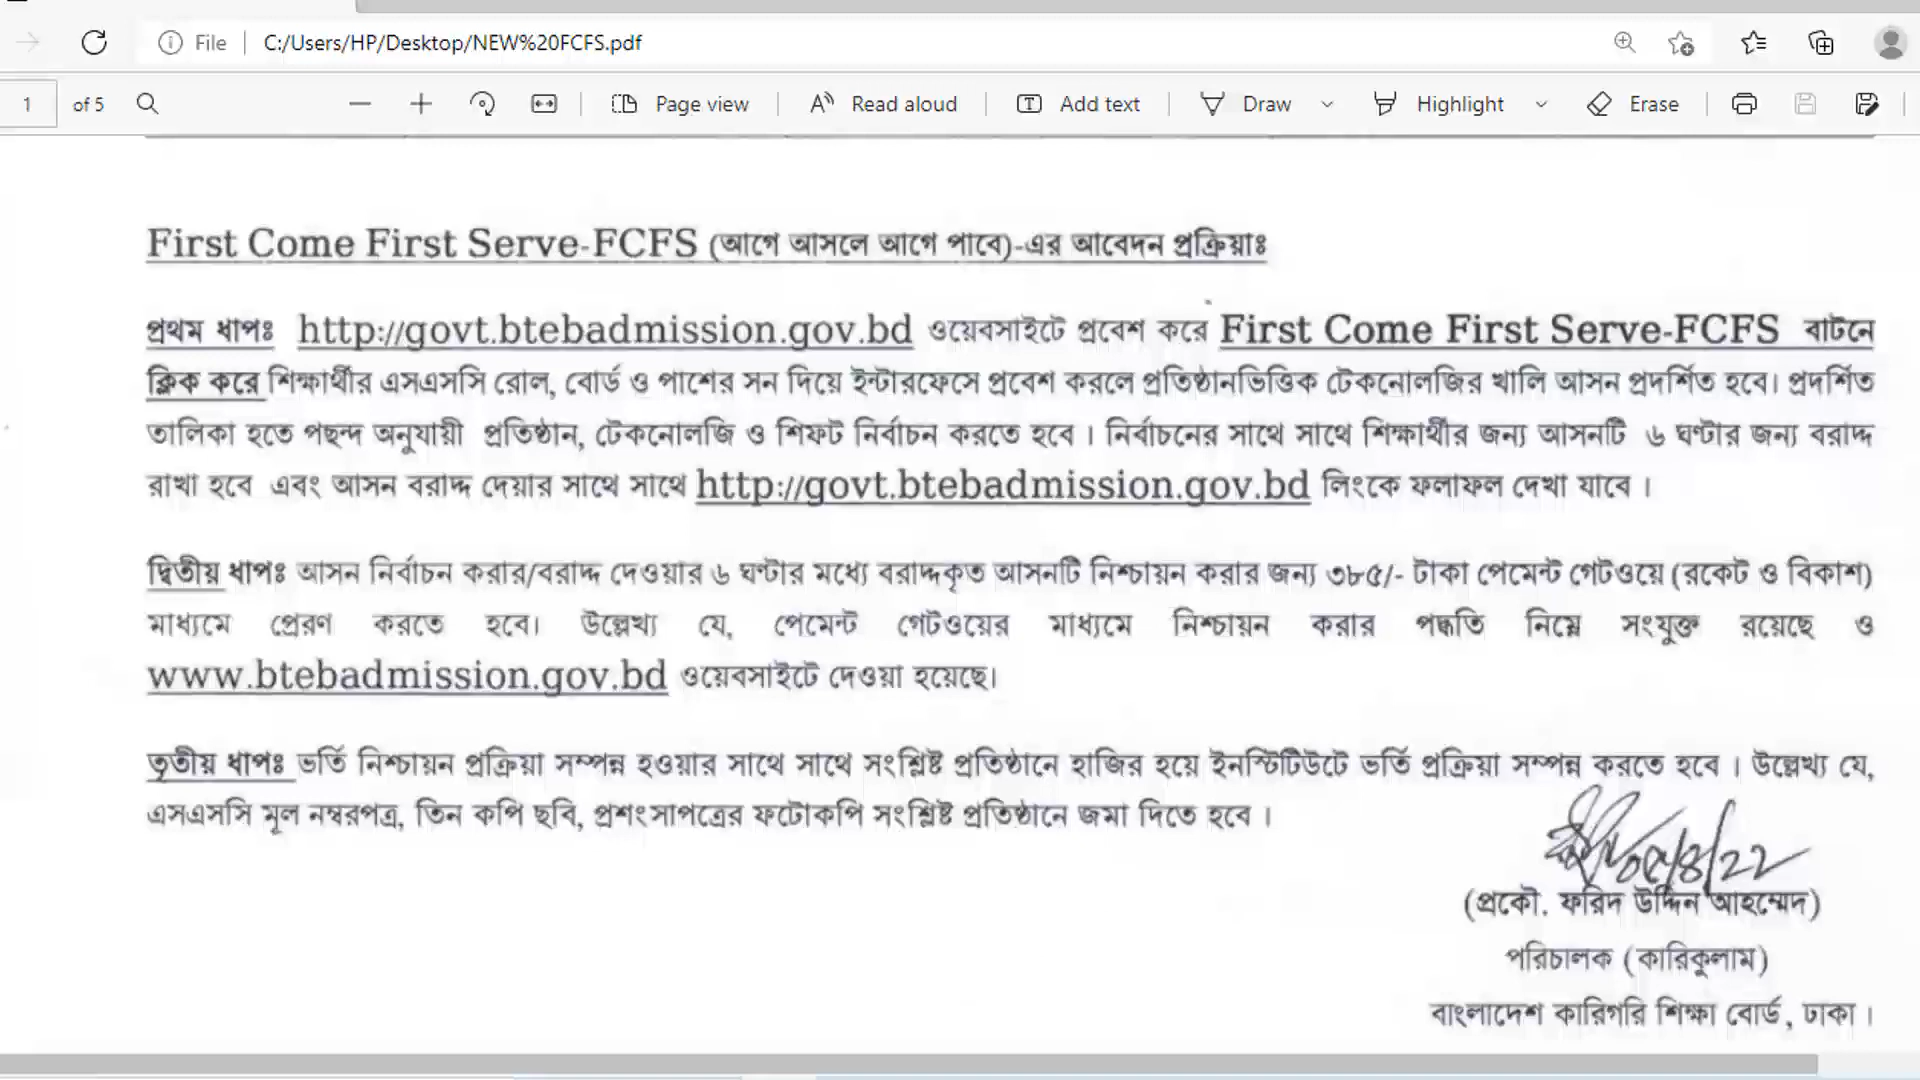 File C:/Users/HP/Desktop/NEW%20FCFS.pdf
1 of 5 Page view Read aloud Add text Draw Highlight Erase
First Come First Serve-FCFS (আগে আসলে আগে পাবে)-এর আবেদন প্রক্রিয়াঃ
প্রথম ধাপঃ http://govt.btebadmission.gov.bd ওয়েবসাইটে প্রবেশ করে First Come First Serve-FCFS বাটনে
ক্লিক করে শিক্ষার্থীর এসএসসি রোল, বোর্ড ও পাশের সন দিয়ে ইন্টারফেসে প্রবেশ করলে প্রতিষ্ঠানভিত্তিক টেকনোলজির খালি আসন প্রদর্শিত হবে। প্রদর্শিত
তালিকা হতে পছন্দ অনুযায়ী প্রতিষ্ঠান, টেকনোলজি ও শিফট নির্বাচন করতে হবে । নির্বাচনের সাথে সাথে শিক্ষার্থীর জন্য আসনটি ৬ ঘণ্টার জন্য বরাদ্দ
রাখা হবে এবং আসন বরাদ্দ দেয়ার সাথে সাথে http://govt.btebadmission.gov.bd লিংকে ফলাফল দেখা যাবে ।
দ্বিতীয় ধাপঃ আসন নির্বাচন করার/বরাদ্দ দেওয়ার ৬ ঘণ্টার মধ্যে বরাদ্দকৃত আসনটি নিশ্চায়ন করার জন্য ৩৮৫/- টাকা পেমেন্ট গেটওয়ে (রকেট ও বিকাশ)
মাধ্যমে প্রেরণ করতে হবে। উল্লেখ্য যে, পেমেন্ট গেটওয়ের মাধ্যমে নিশ্চায়ন করার পদ্ধতি নিম্নে সংযুক্ত রয়েছে ও
www.btebadmission.gov.bd ওয়েবসাইটে দেওয়া হয়েছে।
তৃতীয় ধাপঃ ভর্তি নিশ্চায়ন প্রক্রিয়া সম্পন্ন হওয়ার সাথে সাথে সংশ্লিষ্ট প্রতিষ্ঠানে হাজির হয়ে ইনস্টিটিউটে ভর্তি প্রক্রিয়া সম্পন্ন করতে হবে । উল্লেখ্য যে,
এসএসসি মূল নম্বরপত্র, তিন কপি ছবি, প্রশংসাপত্রের ফটোকপি সংশ্লিষ্ট প্রতিষ্ঠানে জমা দিতে হবে ।
(প্রকৌ. ফরিদ উদ্দিন আহম্মেদ)
পরিচালক (কারিকুলাম)
বাংলাদেশ কারিগরি শিক্ষা বোর্ড, ঢাকা ।